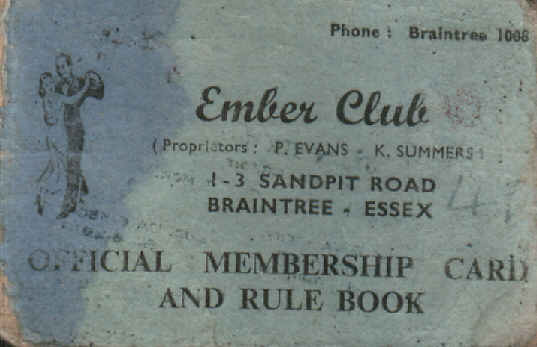 Phone : Braintree 1008
Ember Club
( Proprietors : P. EVANS - K. SUMMERS )
1-3 SANDPIT ROAD
BRAINTREE - ESSEX
OFFICIAL MEMBERSHIP CARD
AND RULE BOOK